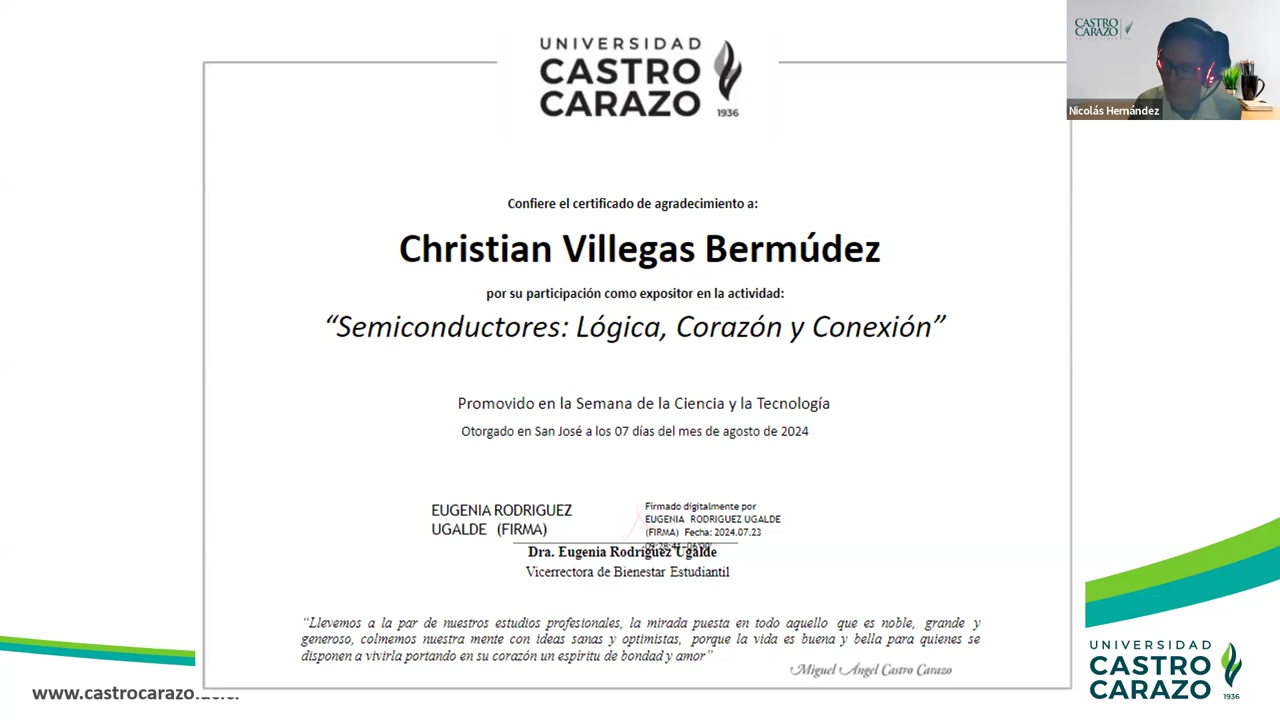 UNIVERSIDAD
CASTRO
CARAZO
1936
CASTRO
CARAZO
Nicolás Hernández
Confiere el certificado de agradecimiento a:
Christian Villegas Bermúdez
por su participación como expositor en la actividad:
“Semiconductores: Lógica, Corazón y Conexión”
Promovido en la Semana de la Ciencia y la Tecnología
Otorgado en San José a los 07 días del mes de agosto de 2024
EUGENIA RODRIGUEZ
UGALDE (FIRMA)
Firmado digitalmente por
EUGENIA RODRIGUEZ UGALDE
(FIRMA) Fecha: 2024.07.23
Dra. Eugenia Rodríguez Ugalde
Vicerrectora de Bienestar Estudiantil
“Llevemos a la par de nuestros estudios profesionales, la mirada puesta en todo aquello que es noble, grande y
generoso, colmemos nuestra mente con ideas sanas y optimistas, porque la vida es buena y bella para quienes se
disponen a vivirla portando en su corazón un espíritu de bondad y amor”
Miguel Ángel Castro Carazo
www.castrocarazo
UNIVERSIDAD
CASTRO
CARAZO
1936